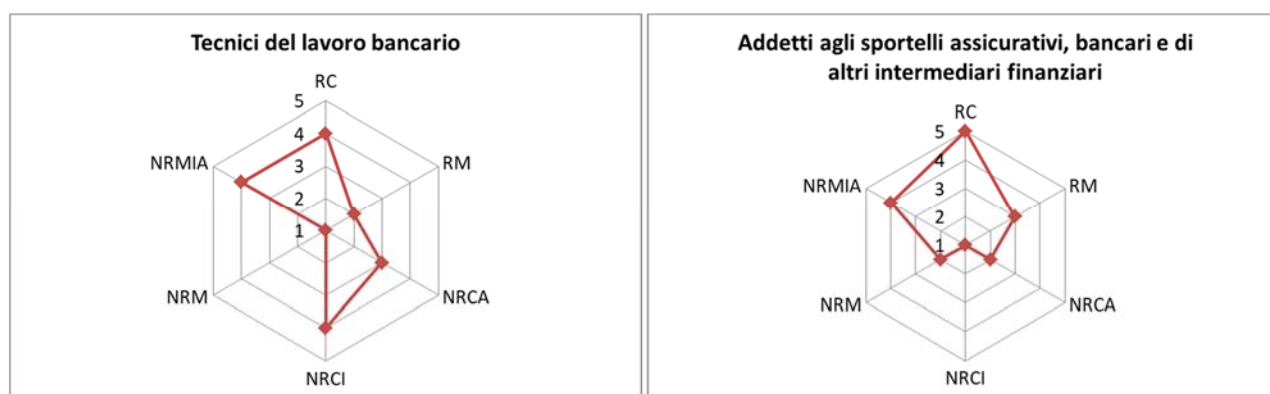 Tecnici del lavoro bancario
RC
5
4
3
2
1
RM
NRCA
NRCI
NRM
NRMIA
Addetti agli sportelli assicurativi, bancari e di
altri intermediari finanziari
RC
5
4
3
2
1
RM
NRCA
NRCI
NRM
NRMIA